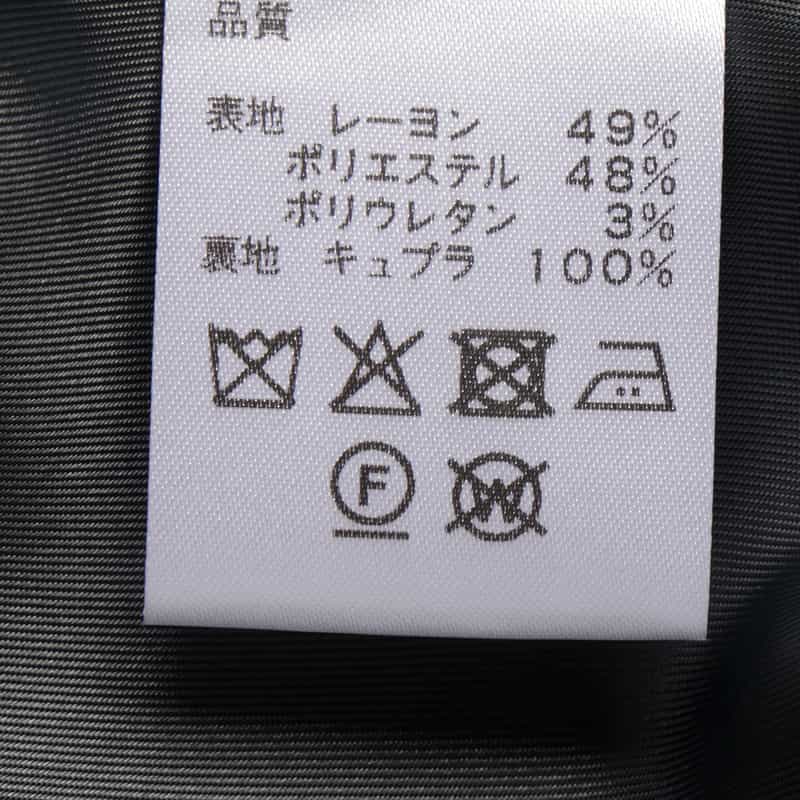 品質
表地 レーヨン 49%
ポリエステル 48%
ポリウレタン 3%
裏地 キュプラ 100%
F W